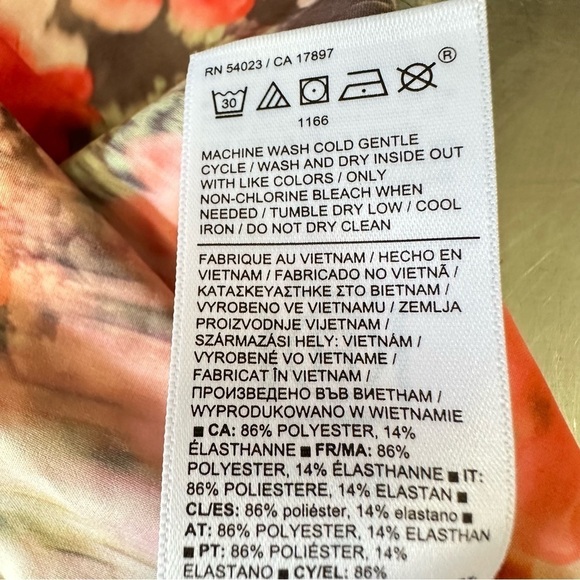 RN 54023 / CA 17897
®
30
1166
MACHINE WASH COLD GENTLE
CYCLE / WASH AND DRY INSIDE OUT
WITH LIKE COLORS / ONLY
NON-CHLORINE BLEACH WHEN
NEEDED / TUMBLE DRY LOW / COOL
IRON / DO NOT DRY CLEAN
FABRIQUE AU VIETNAM / HECHO EN
VIETNAM / FABRICADO NO VIETNÃ /
ΚΑΤΑΣΚΕΥΑΣΤΗΚΕ ΣΤΟ ΒΙΕΤΝΑΜ /
VYROBENO VE VIETNAMU / ZEMLJA
PROIZVODNJE VIJETNAM /
SZÁRMAZÁSI HELY: VIETNÁM /
VYROBENÉ VO VIETNAME /
FABRICAT ÎN VIETNAM /
ПРОИЗВЕДЕНО ВЪВ ВИЕТНАМ /
WYPRODUKOWANO W WIETNAMIE
■ CA: 86% POLYESTER, 14%
ÉLASTHANNE ■ FR/MA: 86%
POLYESTER, 14% ÉLASTHANNE ■ IT:
86% POLIESTERE, 14% ELASTAN ■
CL/ES: 86% poliéster, 14% elastano ■
AT: 86% POLYESTER, 14% ELASTHAN
■ PT: 86% POLIÉSTER, 14%
ELASTANO ■ CY/EL: 86%